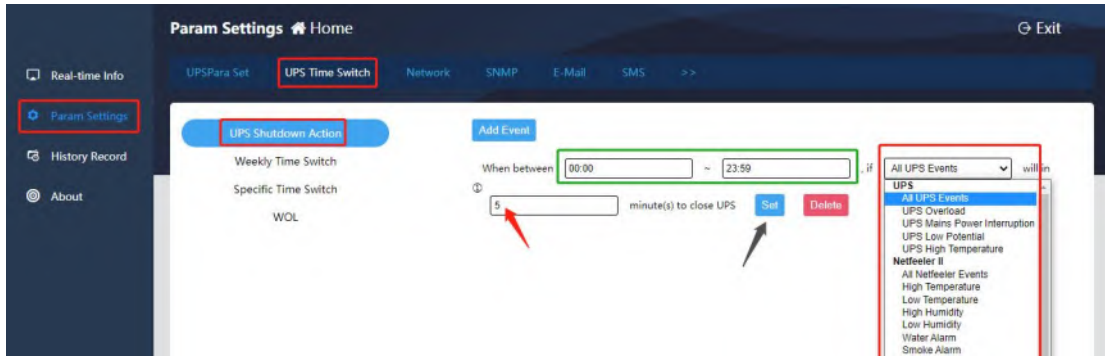 Param Settings Home
Exit
Real-time Info
Param Settings
History Record
About
UPSPara Set UPS Time Switch Network SNMP E-Mail SMS >>
UPS Shutdown Action
Weekly Time Switch
Specific Time Switch
WOL
Add Event
When between 00:00 ~ 23:59 , if All UPS Events will in
①
5 minute(s) to close UPS Set Delete
UPS
All UPS Events
UPS Overload
UPS Mains Power Interruption
UPS Low Potential
UPS High Temperature
Netfeeler II
All Netfeeler Events
High Temperature
Low Temperature
High Humidity
Low Humidity
Water Alarm
Smoke Alarm